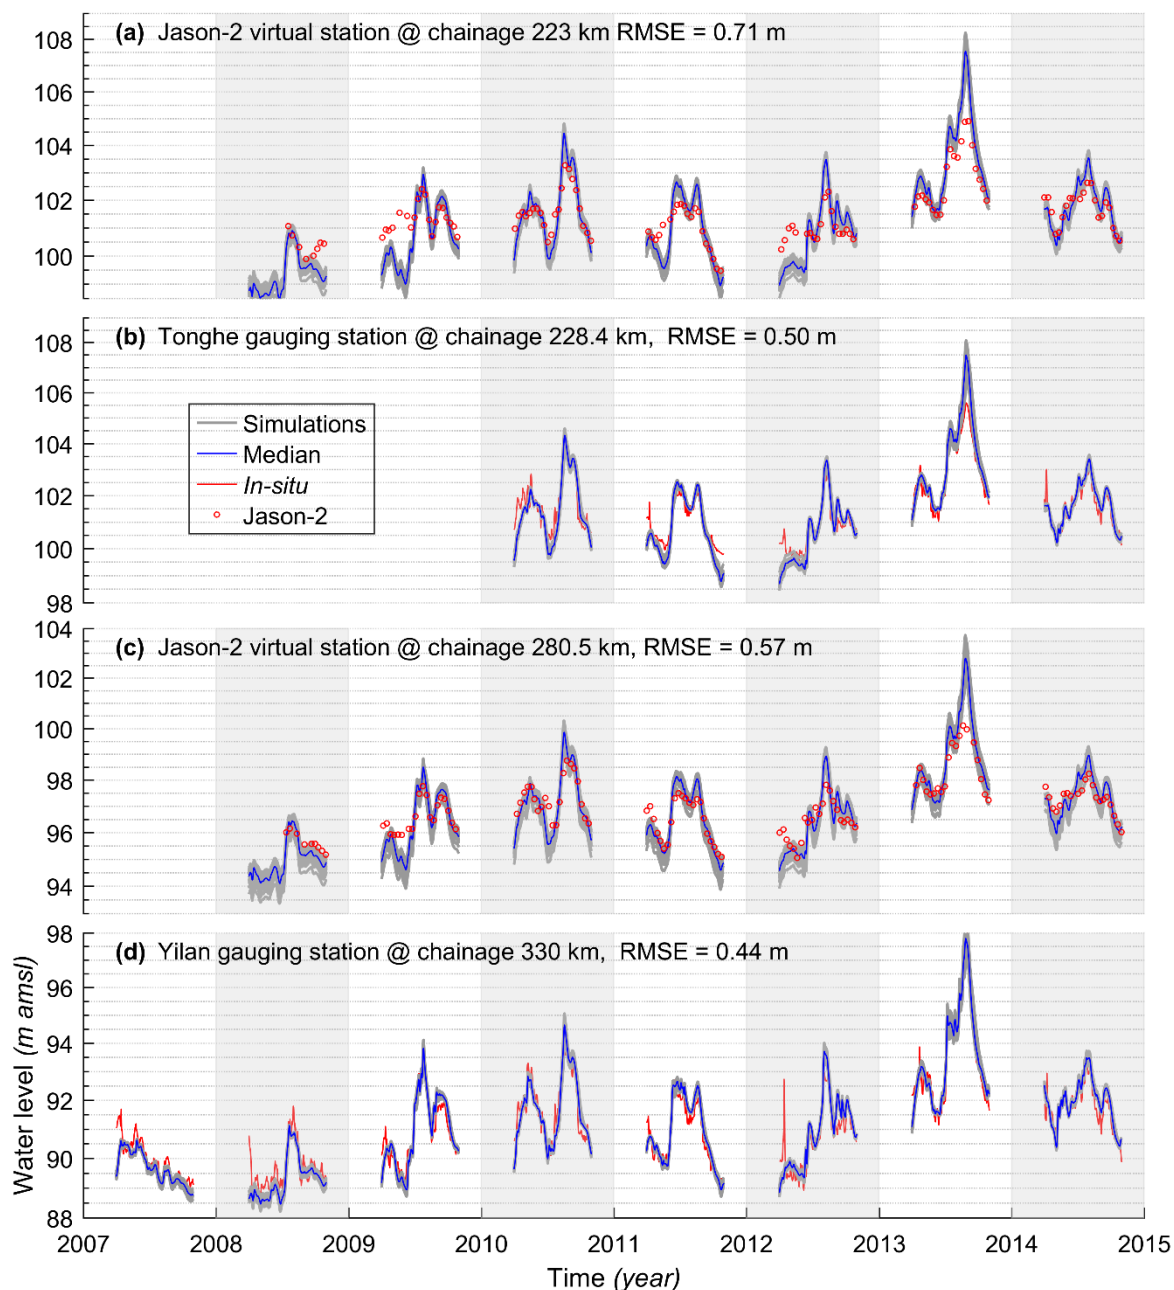 (a) Jason-2 virtual station @ chainage 223 km RMSE = 0.71 m
108
106
104
102
100
(b) Tonghe gauging station @ chainage 228.4 km, RMSE = 0.50 m
108
106
104
102
100
98
Simulations
Median
In-situ
Jason-2
(c) Jason-2 virtual station @ chainage 280.5 km, RMSE = 0.57 m
104
102
100
98
96
94
(d) Yilan gauging station @ chainage 330 km, RMSE = 0.44 m
98
96
94
92
90
88
Water level (m amsl)
2007 2008 2009 2010 2011 2012 2013 2014 2015
Time (year)